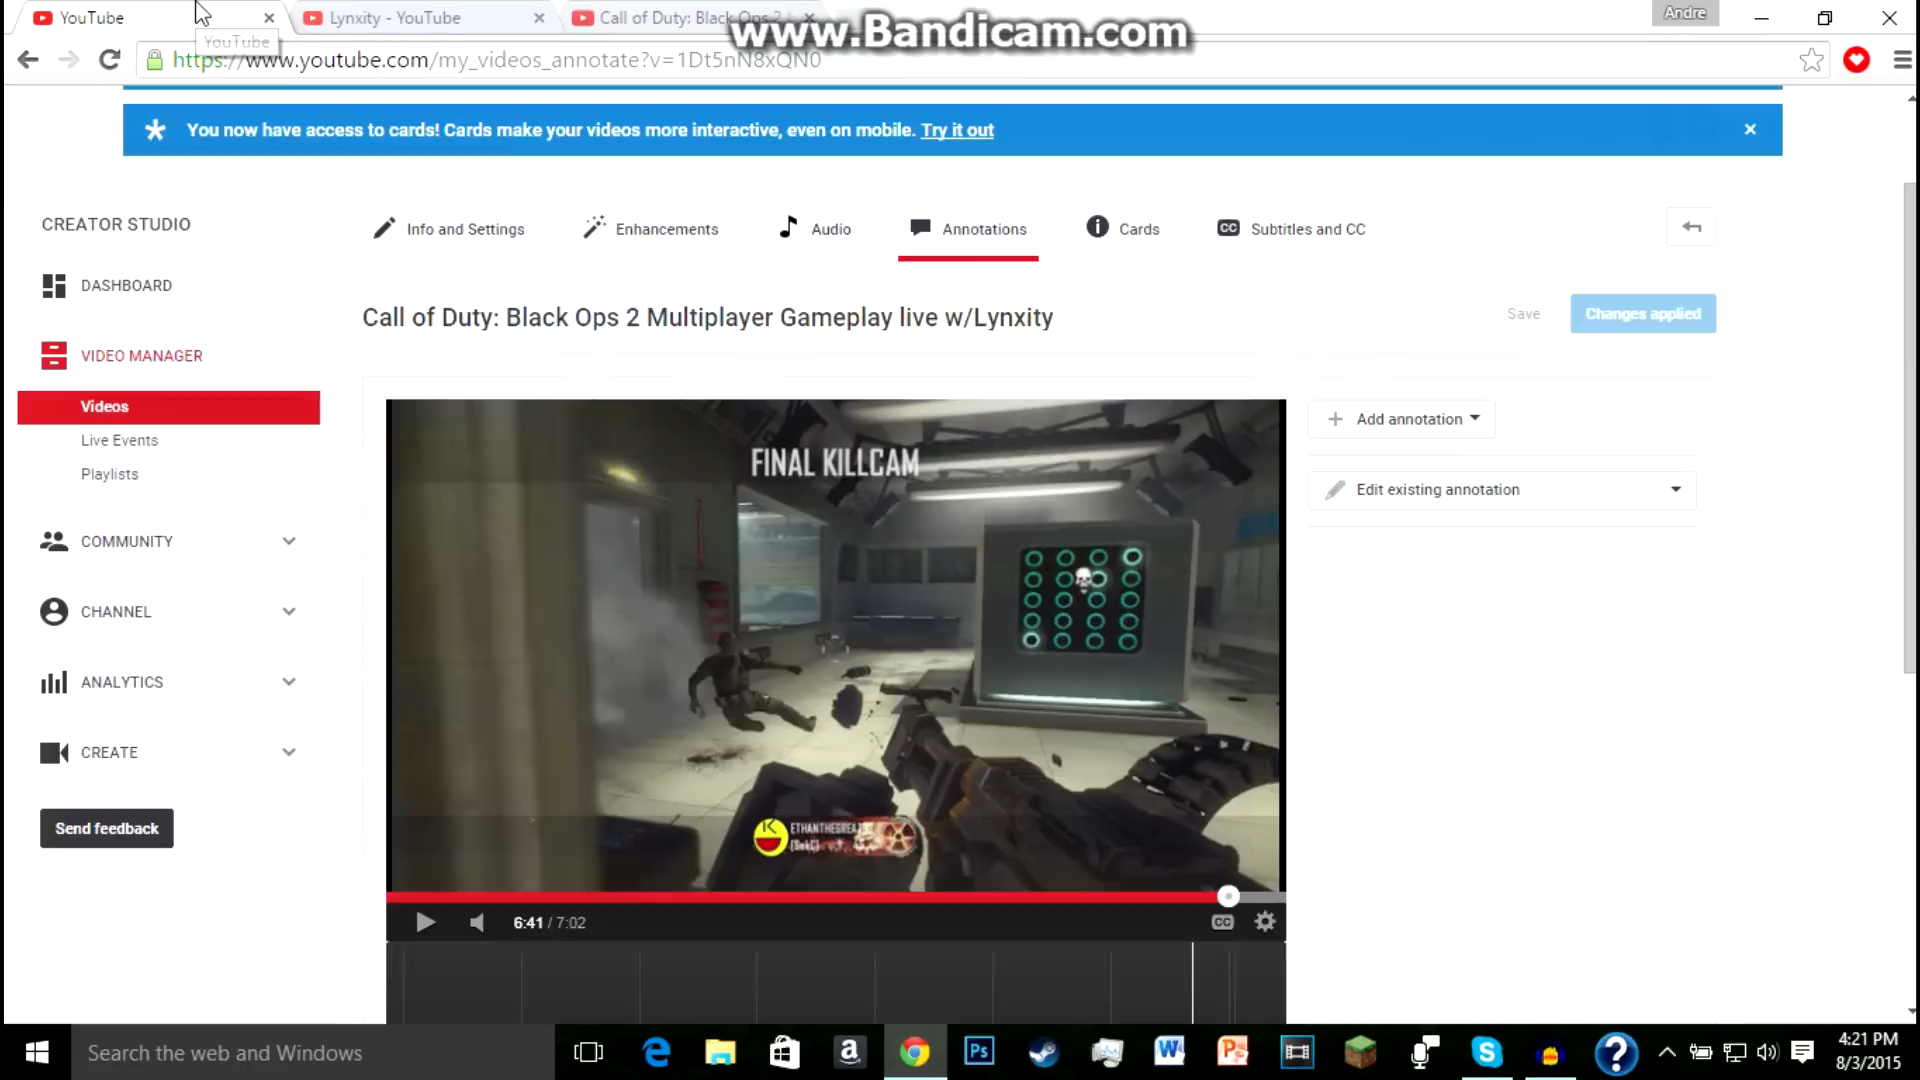 YouTube
Lynxity - YouTube
Call of Duty: Black Ops 2
www.Bandicam.com
Andre
YouTube
https://www.youtube.com/my_videos_annotate?v=1Dt5nN8xQN0
You now have access to cards! Cards make your videos more interactive, even on mobile. Try it out
CREATOR STUDIO
Info and Settings
Enhancements
Audio
Annotations
Cards
CC Subtitles and CC
DASHBOARD
Call of Duty: Black Ops 2 Multiplayer Gameplay live w/Lynxity
Save
Changes applied
VIDEO MANAGER
Videos
Live Events
Playlists
Add annotation
Edit existing annotation
FINAL KILLCAM
COMMUNITY
CHANNEL
ANALYTICS
CREATE
Send feedback
6:41 / 7:02
CC
Search the web and Windows
4:21 PM
8/3/2015